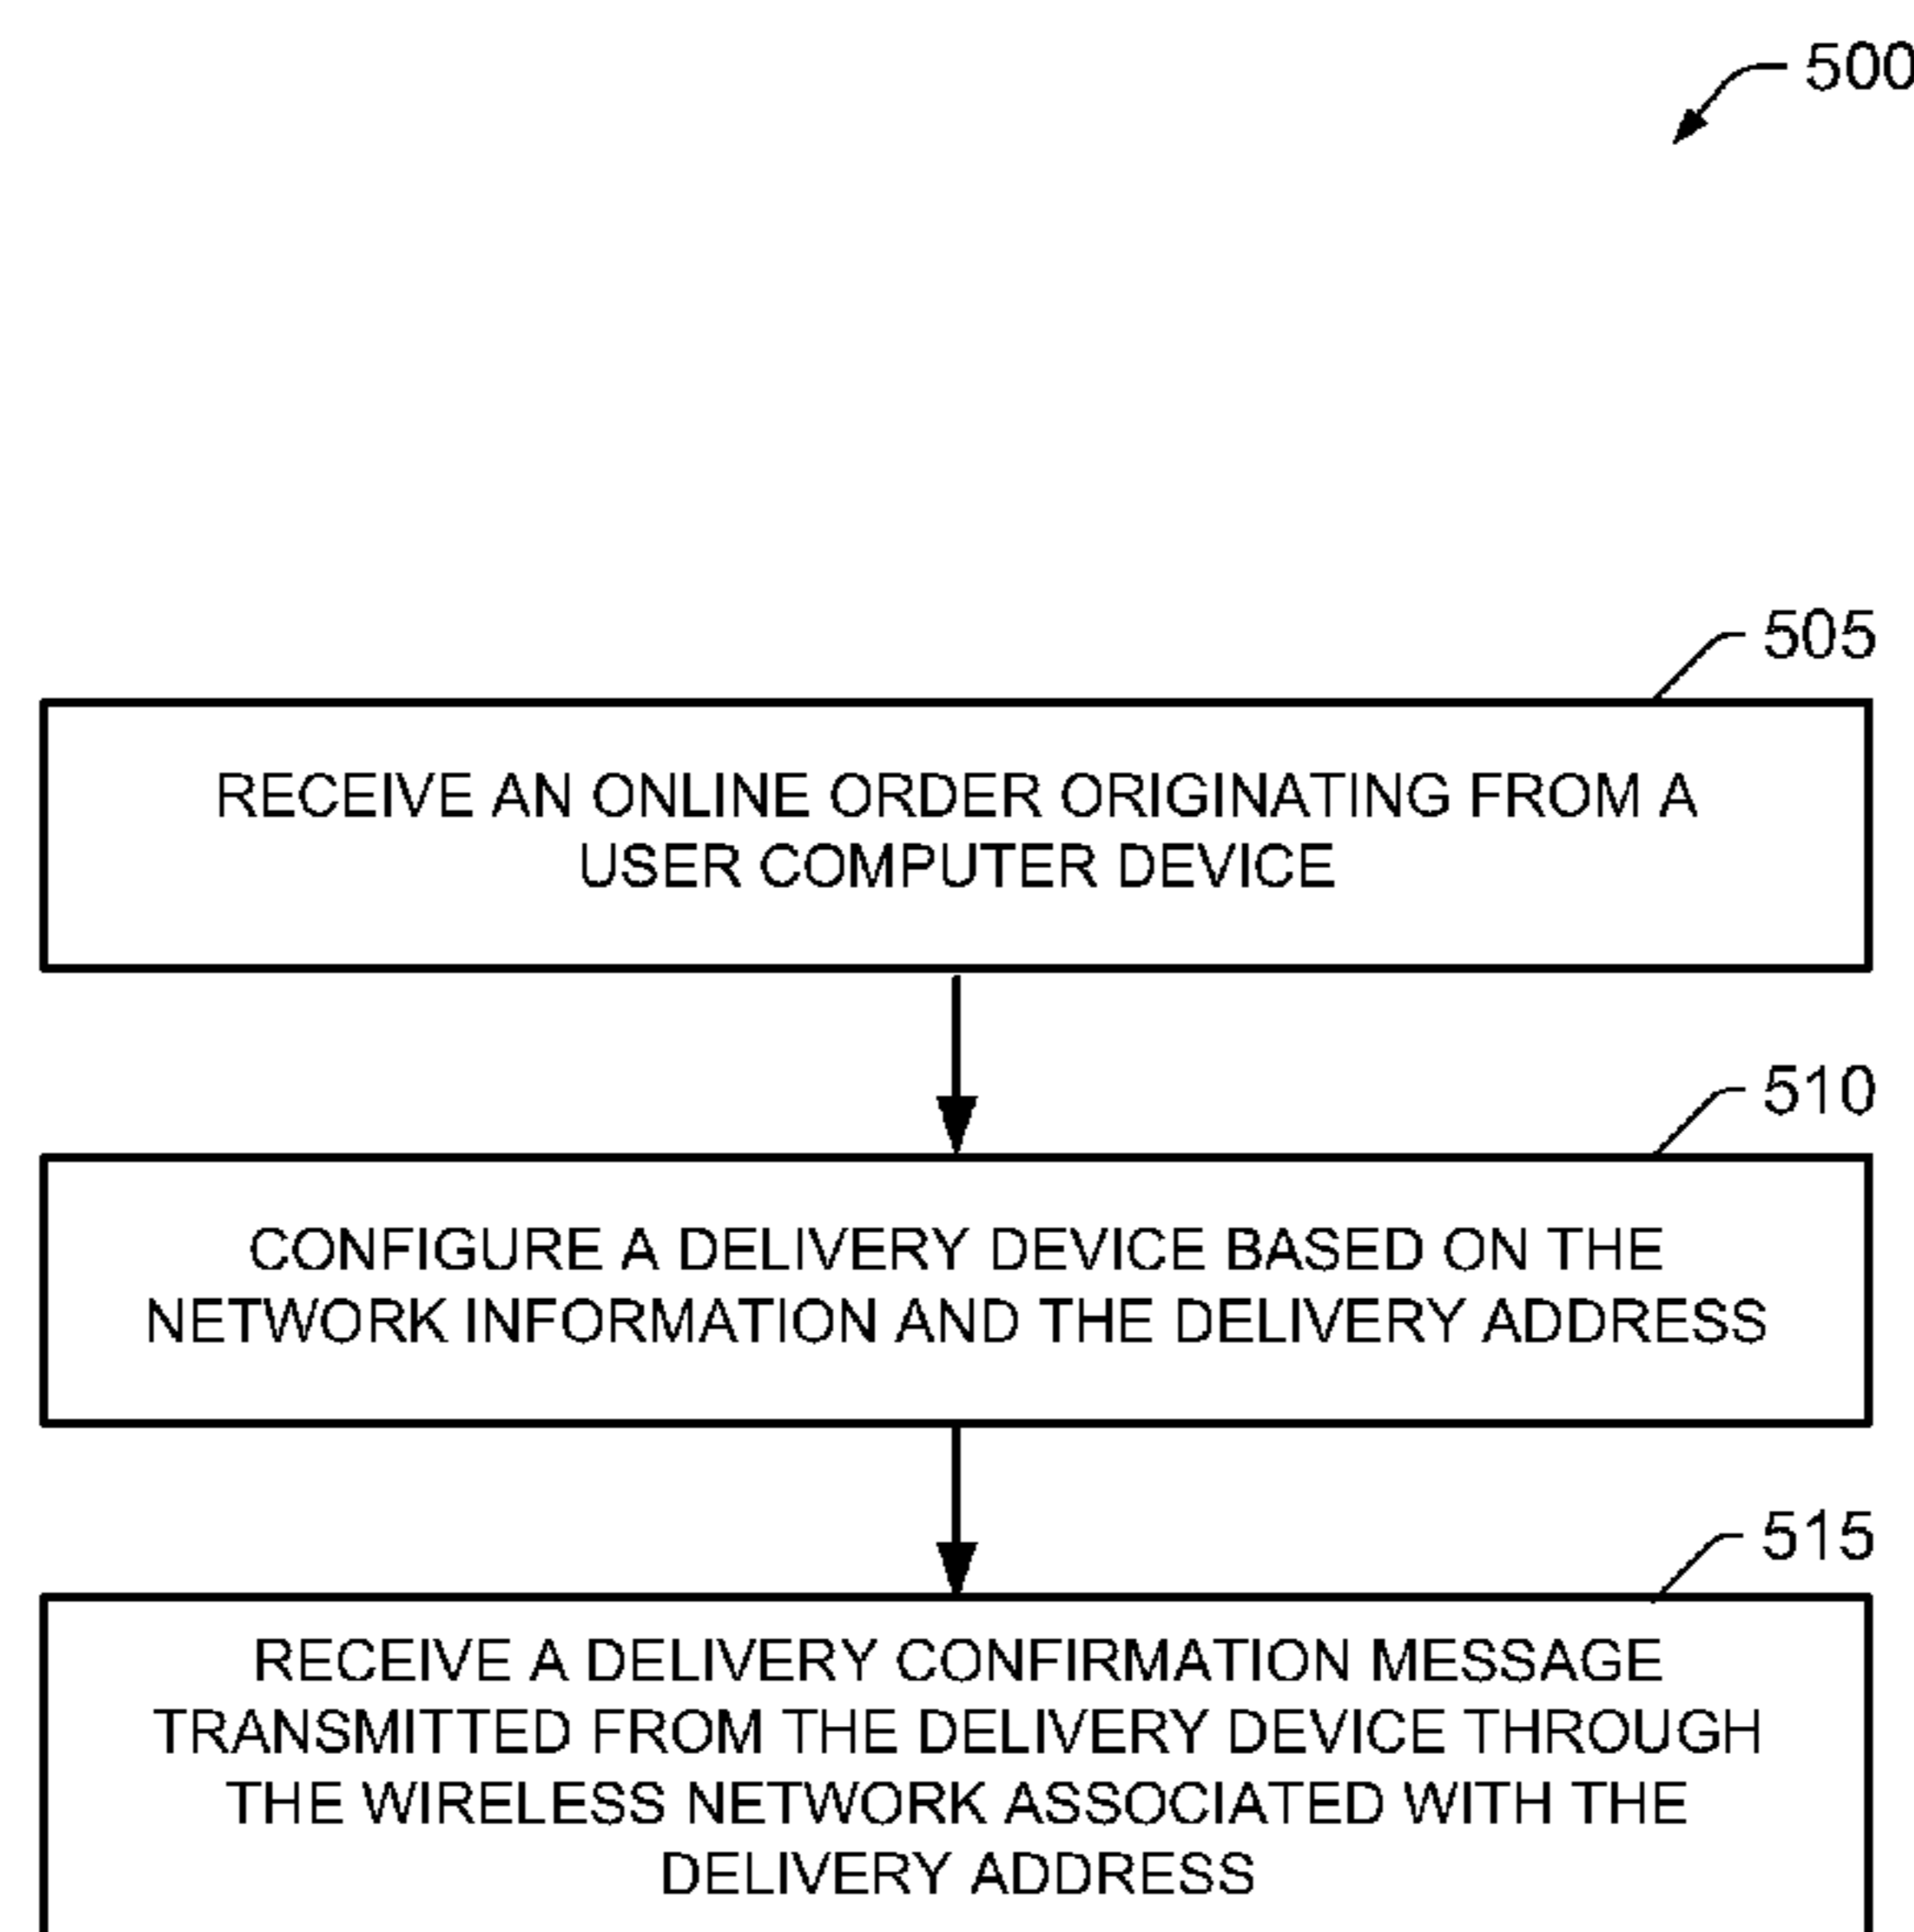 500
505
RECEIVE AN ONLINE ORDER ORIGINATING FROM A
USER COMPUTER DEVICE
510
CONFIGURE A DELIVERY DEVICE BASED ON THE
NETWORK INFORMATION AND THE DELIVERY ADDRESS
515
RECEIVE A DELIVERY CONFIRMATION MESSAGE
TRANSMITTED FROM THE DELIVERY DEVICE THROUGH
THE WIRELESS NETWORK ASSOCIATED WITH THE
DELIVERY ADDRESS